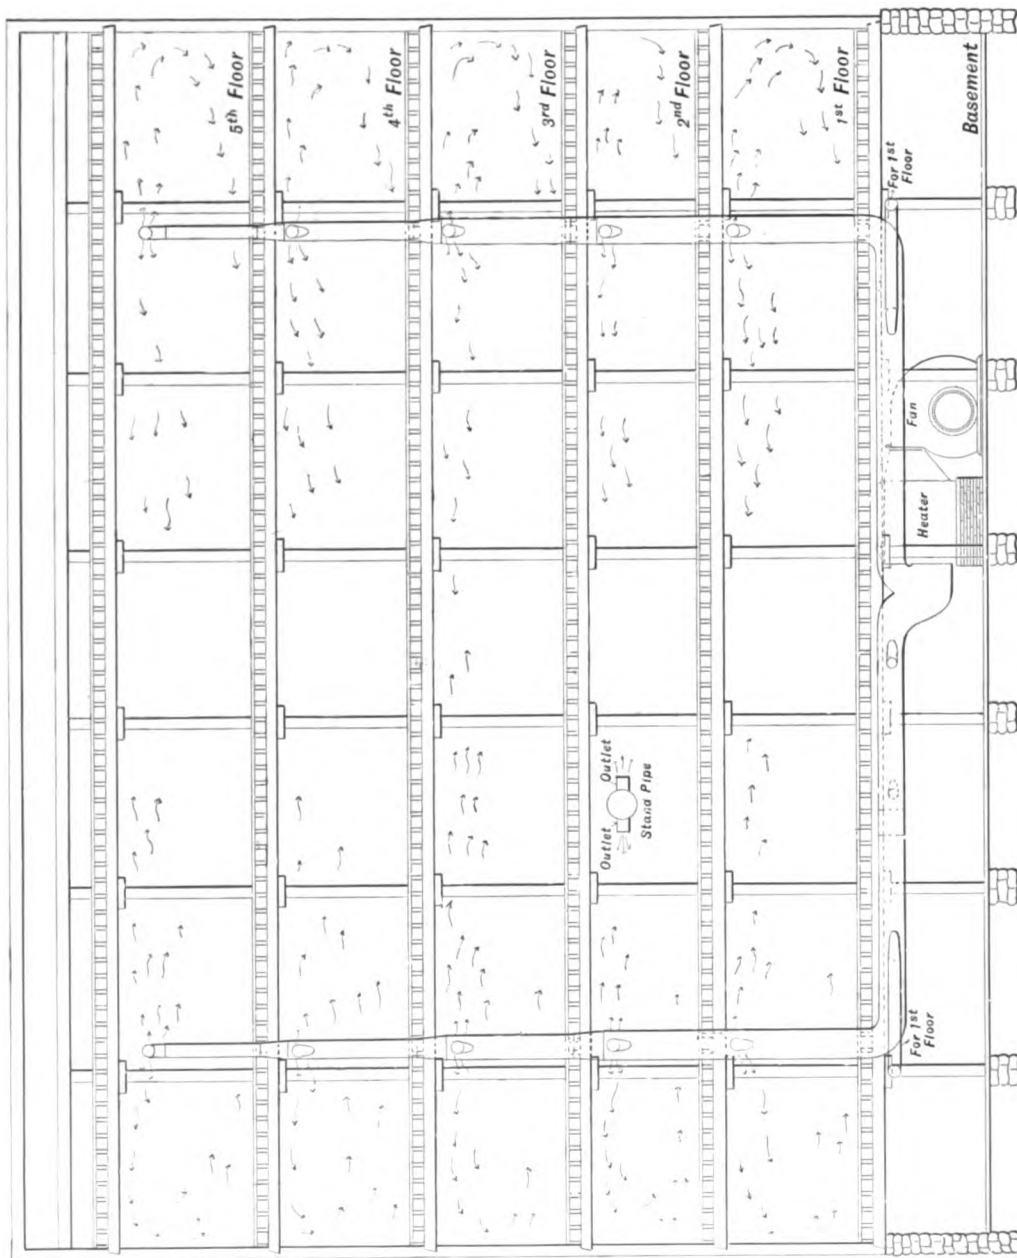 5th Floor
4th Floor
3rd Floor
2nd Floor
1st Floor
Basement
For 1st
Floor
Fan
Heater
Outlet
Outlet
Stand Pipe
For 1st
Floor